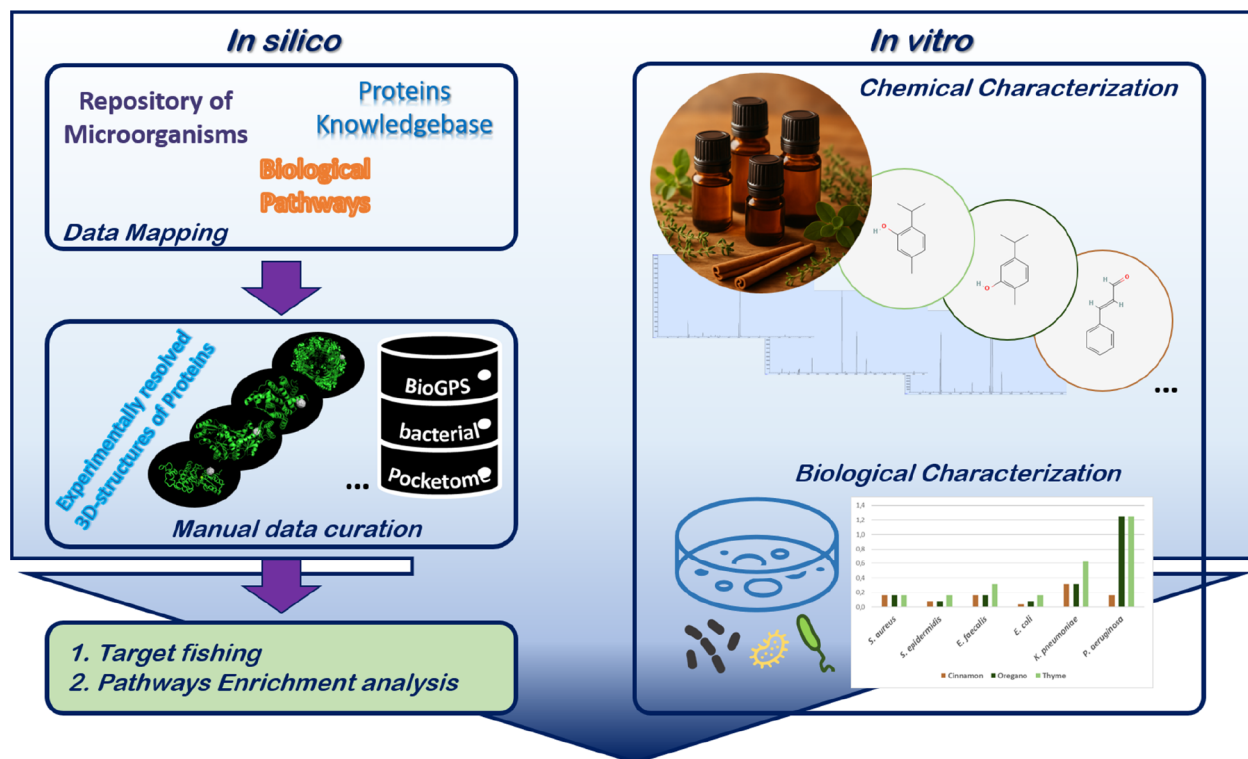 In silico
Repository of
Microorganisms
Proteins
Knowledgebase
Biological
Pathways
Data Mapping
Experimentally resolved
3D-structures of Proteins
...
BioGPS
bacterial
Pocketome
Manual data curation
1. Target fishing
2. Pathways Enrichment analysis
In vitro
Chemical Characterization
H O
H O
O
H
H
H
...
Biological Characterization
1,4
1,2
1,0
0,8
0,6
0,4
0,2
0,0
S. aureus
S. epidermidis
E. faecalis
E. coli
K. pneumoniae
P. aeruginosa
Cinnamon Oregano Thyme